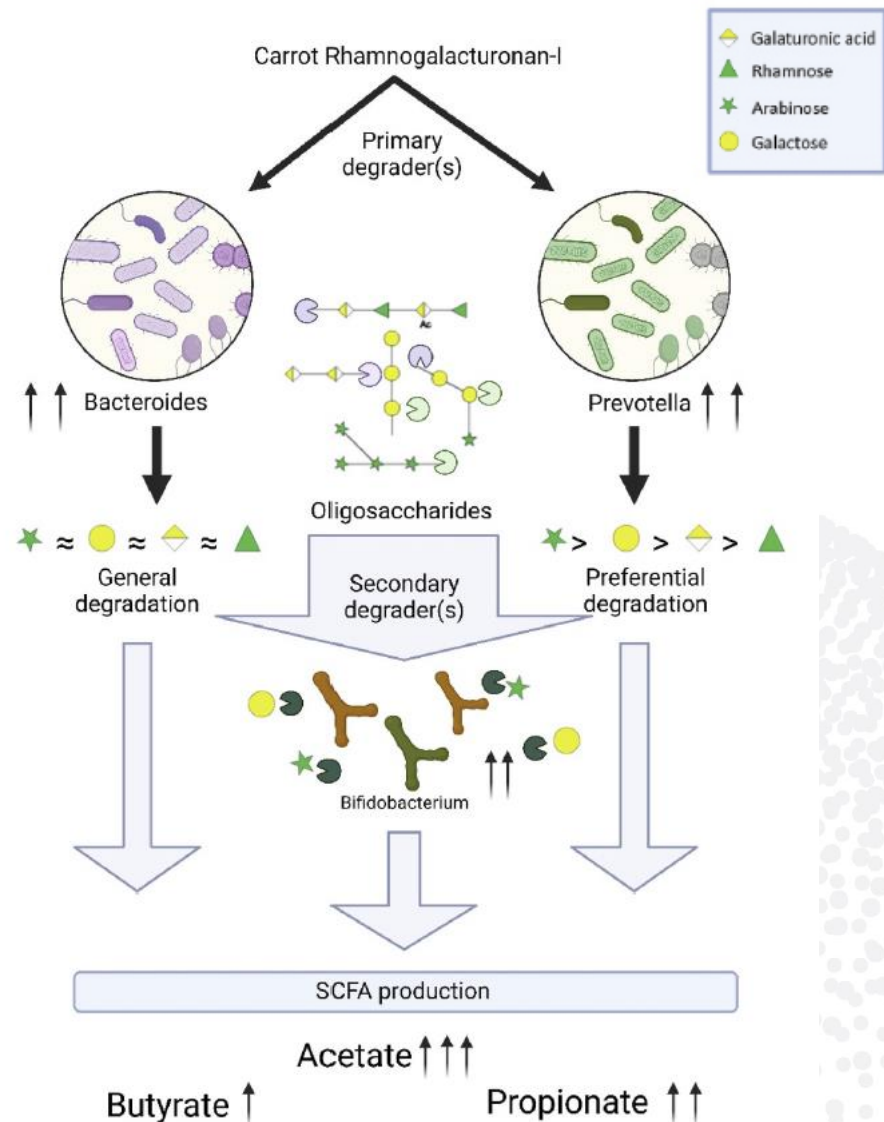 Carrot Rhamnogalacturonan-I
Galaturonic acid
Rhamnose
Arabinose
Galactose
Primary
degrader(s)
Ac
Bacteroides
Prevotella
Oligosaccharides
≈ ≈ ≈
General
degradation
> > >
Preferential
degradation
Secondary
degrader(s)
Bifidobacterium
SCFA production
Acetate
Butyrate
Propionate